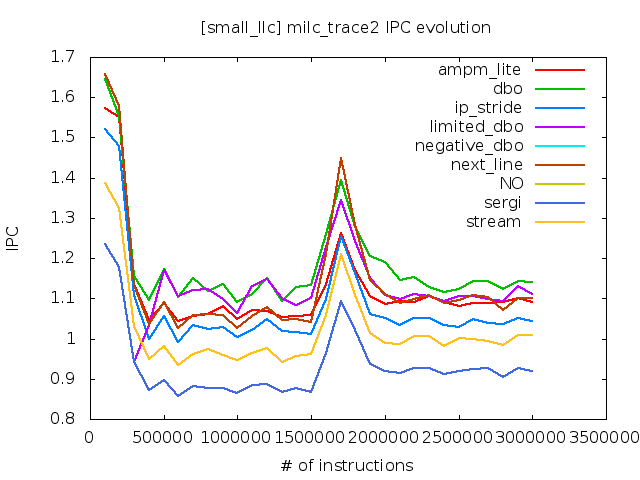 [small_llc] milc_trace2 IPC evolution
1.7
1.6
1.5
1.4
1.3
1.2
1.1
1
0.9
0.8
IPC
ampm_lite
dbo
ip_stride
limited_dbo
negative_dbo
next_line
NO
sergi
stream
0 500000 1000000 1500000 2000000 2500000 3000000 3500000
# of instructions